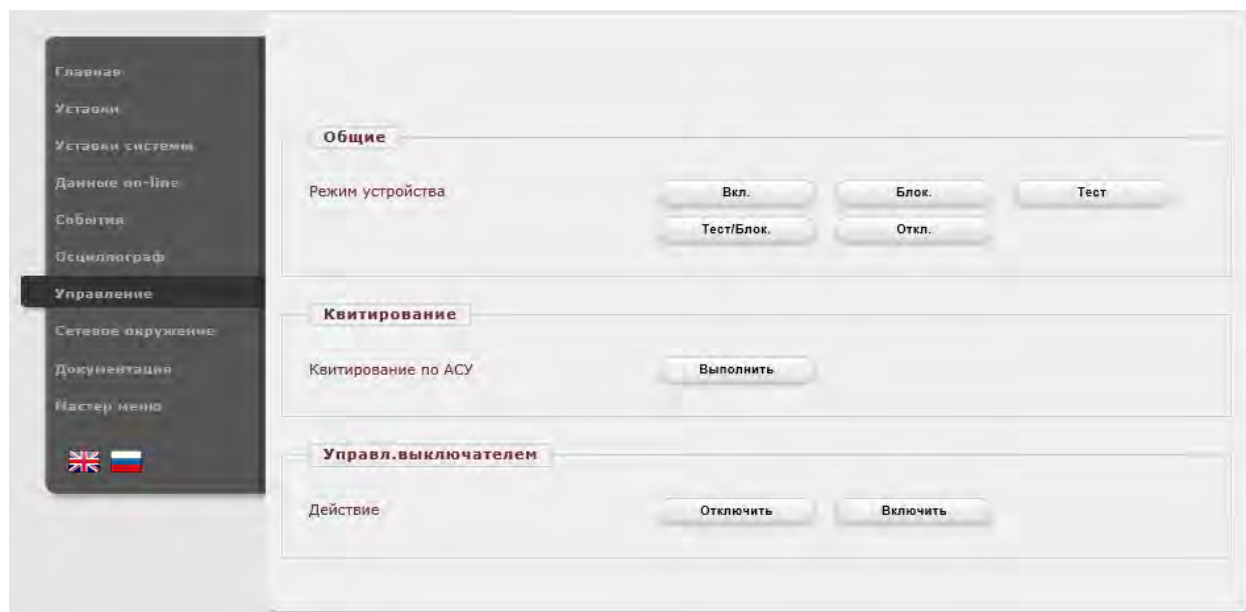 Главная
Уставки
Уставки системы
Данные on-line
События
Осциллограф
Управление
Сетевое окружение
Документация
Мастер меню
Общие
Режим устройства
Вкл.
Блок.
Тест
Тест/Блок.
Откл.
Квитирование
Квитирование по АСУ
Выполнить
Управл.выключателем
Действие
Отключить
Включить